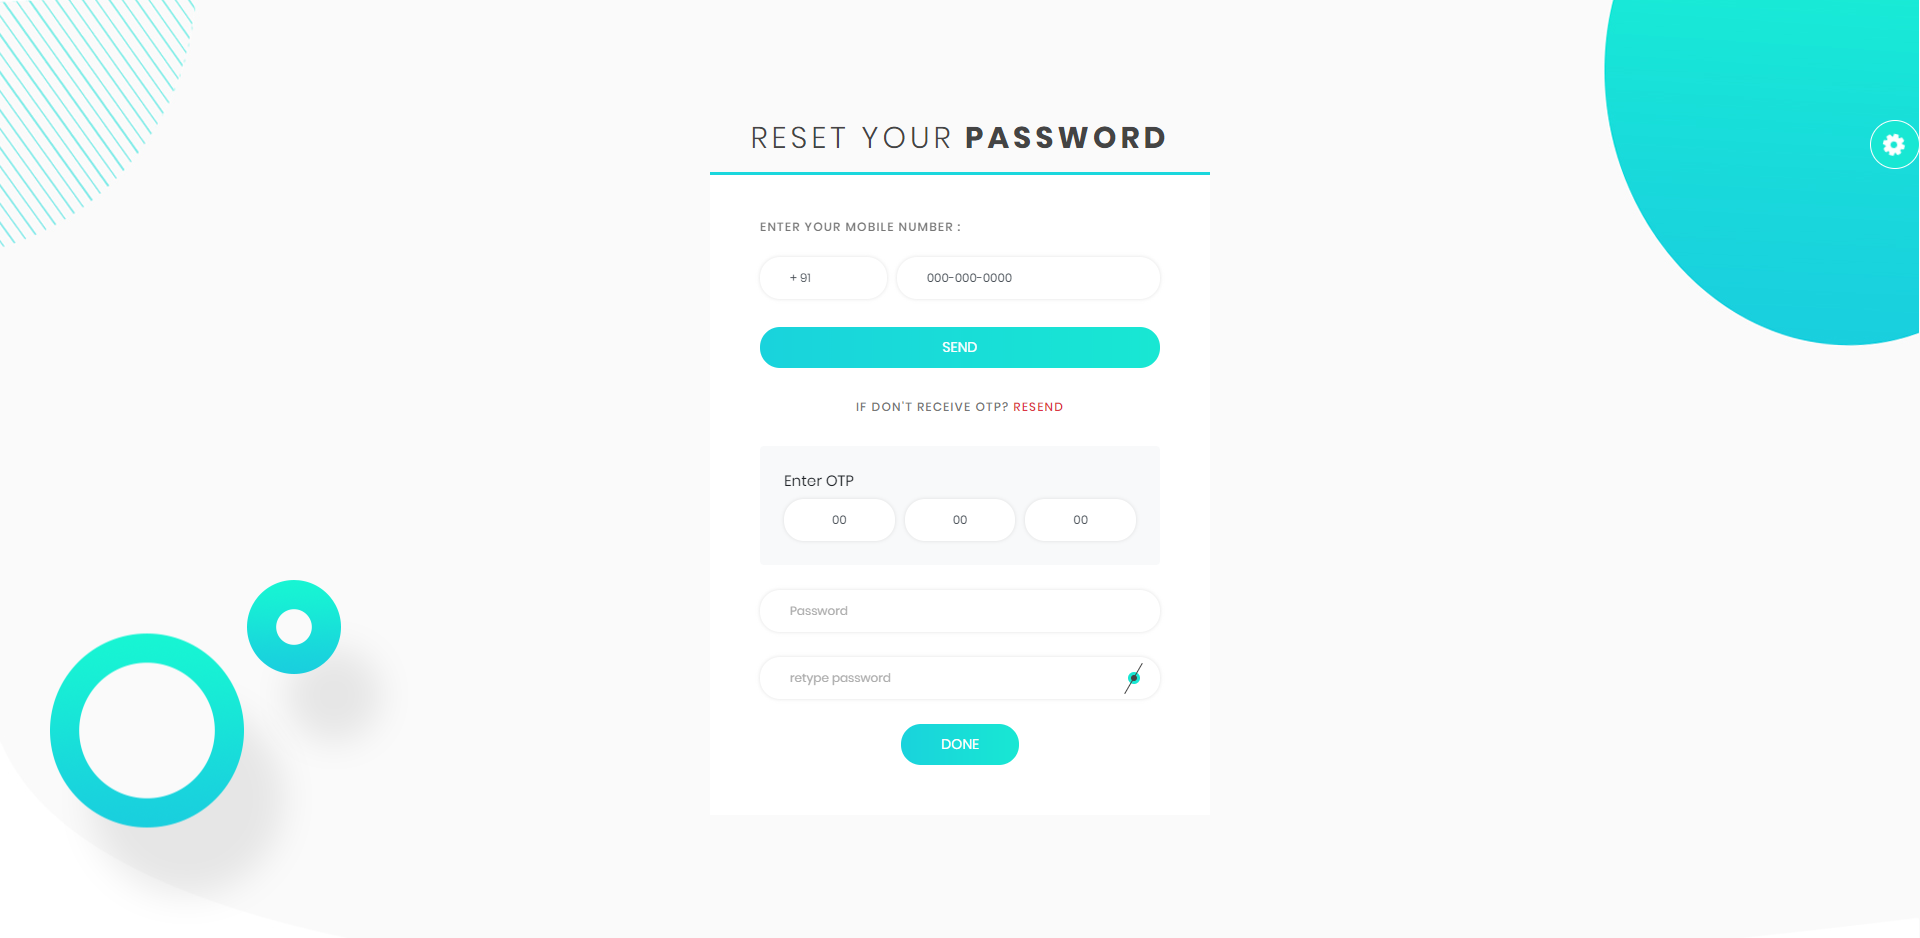 RESET YOUR PASSWORD
ENTER YOUR MOBILE NUMBER :
+ 91 000-000-0000
SEND
IF DON'T RECEIVE OTP? RESEND
Enter OTP
00 00 00
Password
retype password
DONE